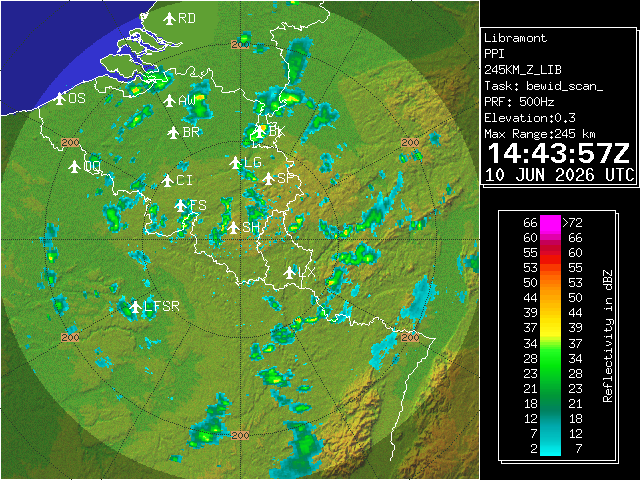 RD
200
OS
AW
BR
BK
200
200
LG
CI
SP
FS
SH
LX
LFSR
200
200
200
Libramont
PPI
245KM_Z_LIB
Task: bewid_scan_
PRF: 500Hz
Elevation:0.3
Max Range:245 km
14:43:57Z
10 JUN 2026 UTC
66 >72
60 66
55 60
53 55
50 53
44 50
39 44
37 39
34 37
28 34
23 28
21 23
18 21
12 18
6 12
2 7
Reflectivity in dBZ